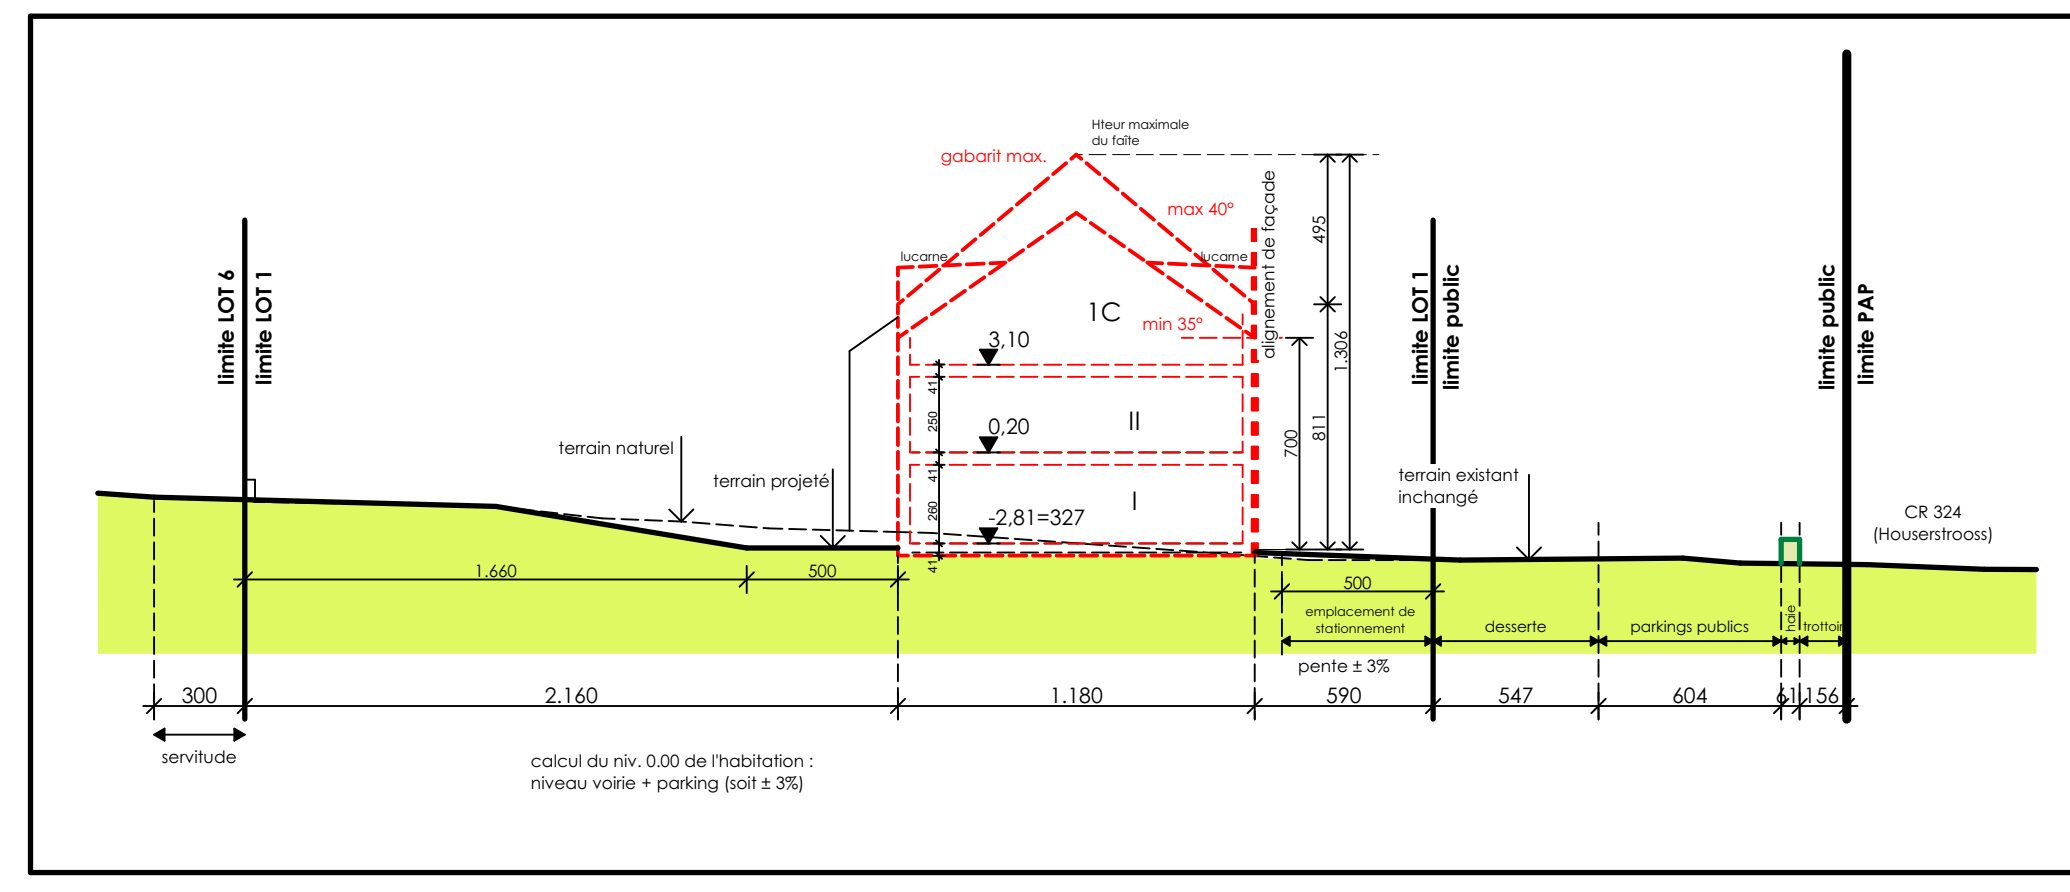 Hteur maximale
du faîte
gabarit max.
max 40°
alignement de façade
495
lucarne
lucarne
limite LOT 6
limite LOT 1
limite LOT 1
limite public
limite public
limite PAP
1C
min 35°
3,10
1.306
41
250
II
811
700
0,20
terrain naturel
terrain projeté
41
260
I
-2,81=327
41
terrain existant
inchangé
CR 324
(Houserstrooss)
1.660
500
500
emplacement de
stationnement
desserte
parkings publics
haie
trottoir
pente ± 3%
300
2.160
1.180
590
547
604
61
156
servitude
calcul du niv. 0.00 de l'habitation :
niveau voirie + parking (soit ± 3%)